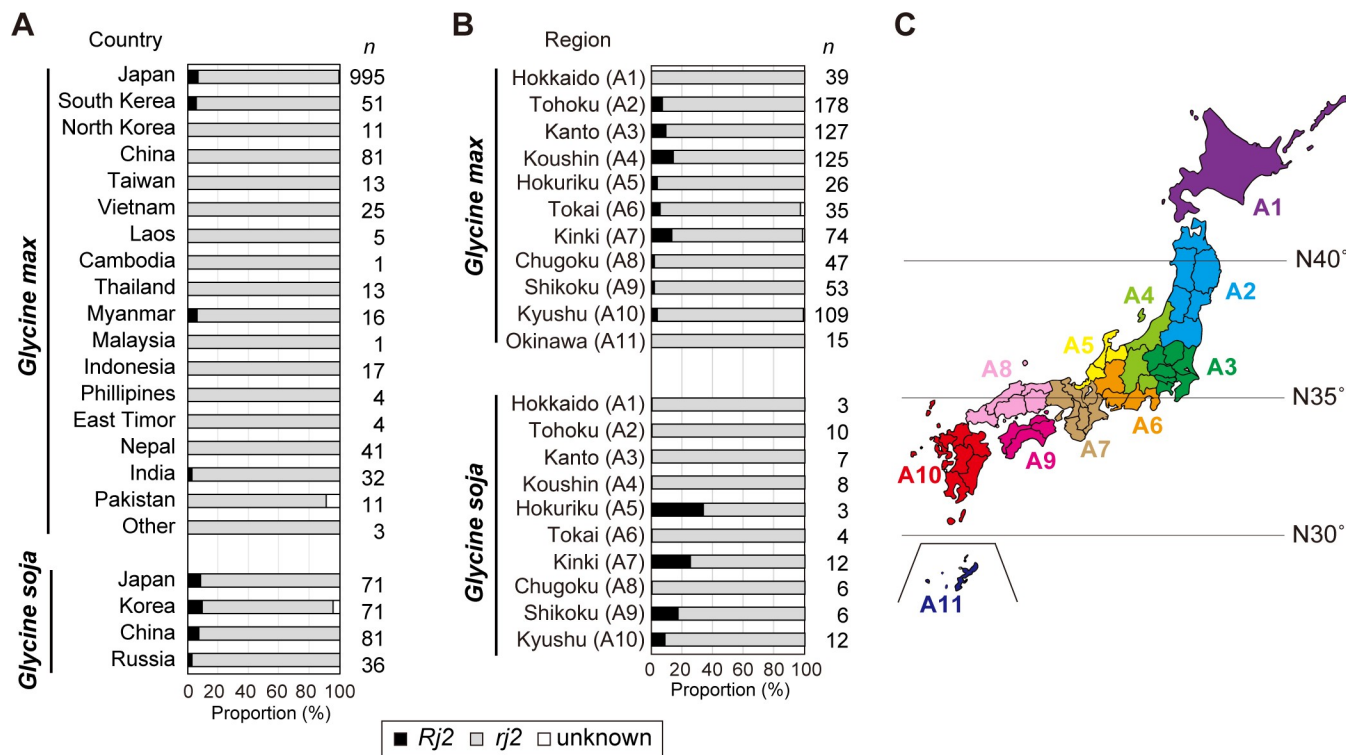 A
Country
n
Glycine max
Japan 995
South Kerea 51
North Korea 11
China 81
Taiwan 13
Vietnam 25
Laos 5
Cambodia 1
Thailand 13
Myanmar 16
Malaysia 1
Indonesia 17
Phillipines 4
East Timor 4
Nepal 41
India 32
Pakistan 11
Other 3
Glycine soja
Japan 71
Korea 71
China 81
Russia 36
0 20 40 60 80 100
Proportion (%)
B
Region
n
Glycine max
Hokkaido (A1) 39
Tohoku (A2) 178
Kanto (A3) 127
Koushin (A4) 125
Hokuriku (A5) 26
Tokai (A6) 35
Kinki (A7) 74
Chugoku (A8) 47
Shikoku (A9) 53
Kyushu (A10) 109
Okinawa (A11) 15
Glycine soja
Hokkaido (A1) 3
Tohoku (A2) 10
Kanto (A3) 7
Koushin (A4) 8
Hokuriku (A5) 3
Tokai (A6) 4
Kinki (A7) 12
Chugoku (A8) 6
Shikoku (A9) 6
Kyushu (A10) 12
0 20 40 60 80 100
Proportion (%)
Rj2 rj2 unknown
C
A1
N40°
A2
A4
A5
A3
A8
N35°
A6
A7
A9
A10
N30°
A11